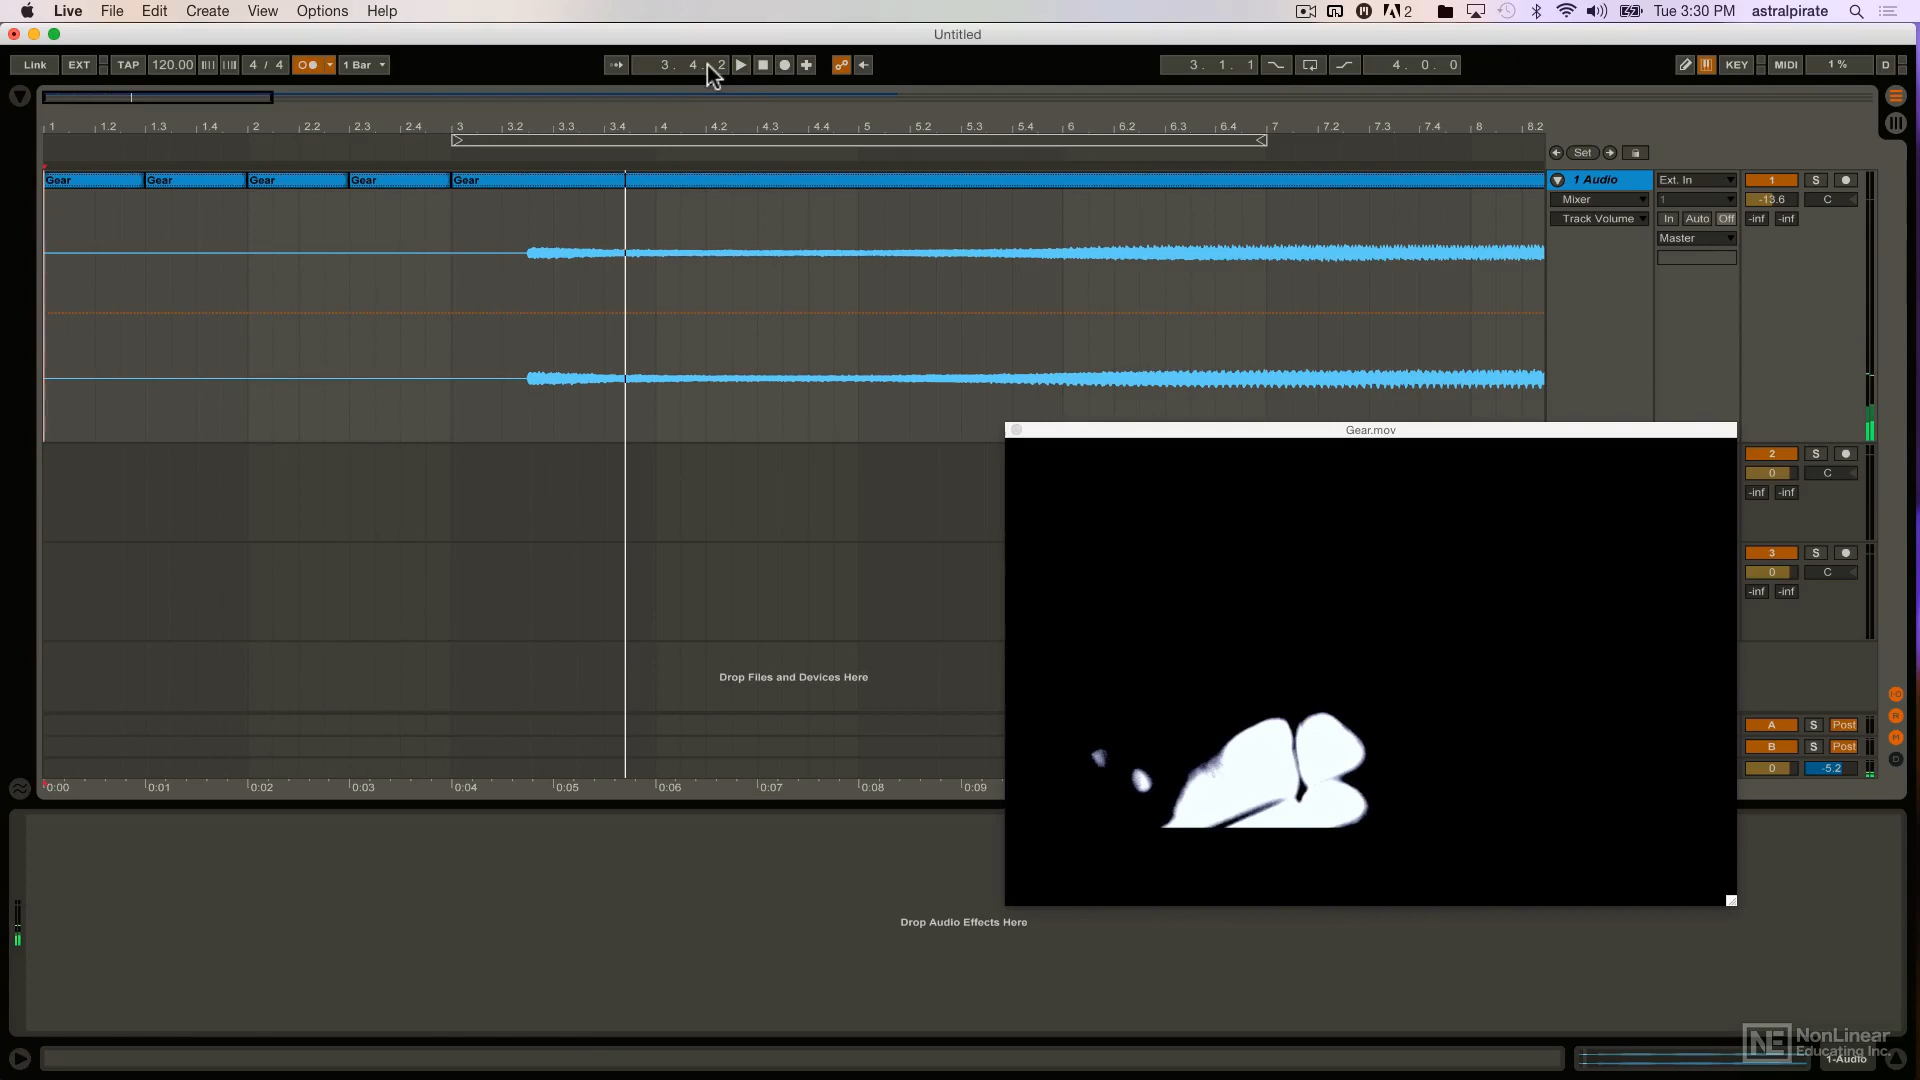 Live File Edit Create View Options Help 2 Tue 3:30 PM astralpirate
Untitled
Link EXT TAP 120.00 4 / 4 1 Bar 3. 4. 2 3. 1. 1 4. 0. 0 KEY MIDI 1 % D
1 1.2 1.3 1.4 2 2.2 2.3 2.4 3 3.2 3.3 3.4 4 4.2 4.3 4.4 5 5.2 5.3 5.4 6 6.2 6.3 6.4 7 7.2 7.3 7.4 8 8.2
Set
Gear Gear Gear Gear Gear 1 Audio Ext. In 1 S
Mixer 1 -13.6 C
Track Volume In Auto Off -inf -inf
Master
Gear.mov
2 S
0 C
-inf -inf
3 S
0 C
-inf -inf
Drop Files and Devices Here
A S Post
B S Post
0 -5.2
0:00 0:01 0:02 0:03 0:04 0:05 0:06 0:07 0:08 0:09
Drop Audio Effects Here
NE NonLinear
Educating Inc.
1-Audio